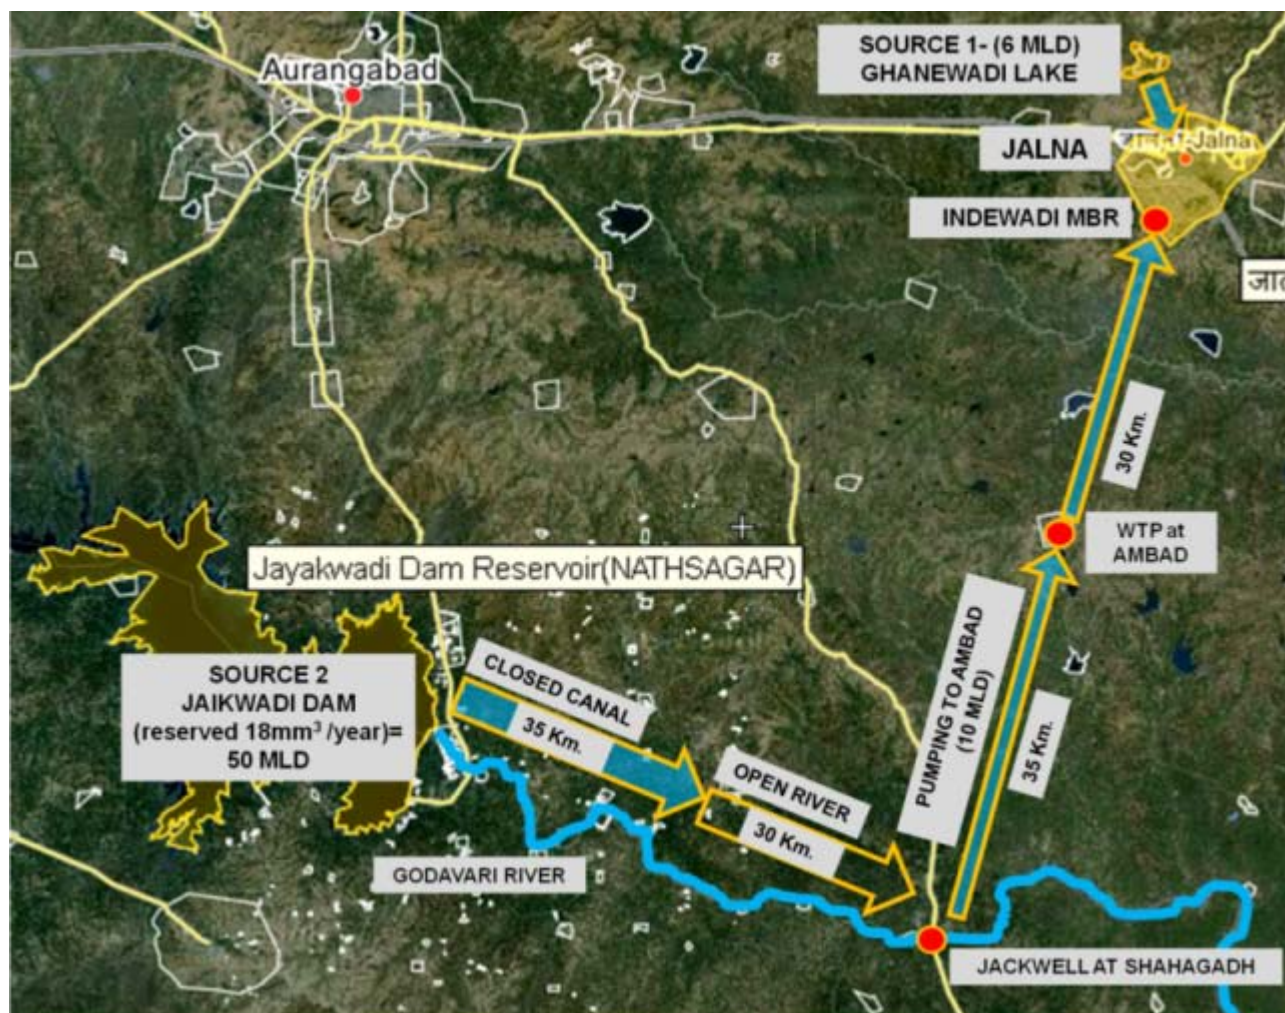 SOURCE 1- (6 MLD)
GHANEWADI LAKE
Aurangabad
JALNA
Jalna
INDEWADI MBR
30 Km.
WTP at
AMBAD
Jayakwadi Dam Reservoir(NATHSAGAR)
SOURCE 2
JAIKWADI DAM
(reserved 18mm³ /year)=
50 MLD
CLOSED CANAL
35 Km.
OPEN RIVER
30 Km.
PUMPING TO AMBAD
(10 MLD)
35 Km.
GODAVARI RIVER
JACKWELL AT SHAHAGADH